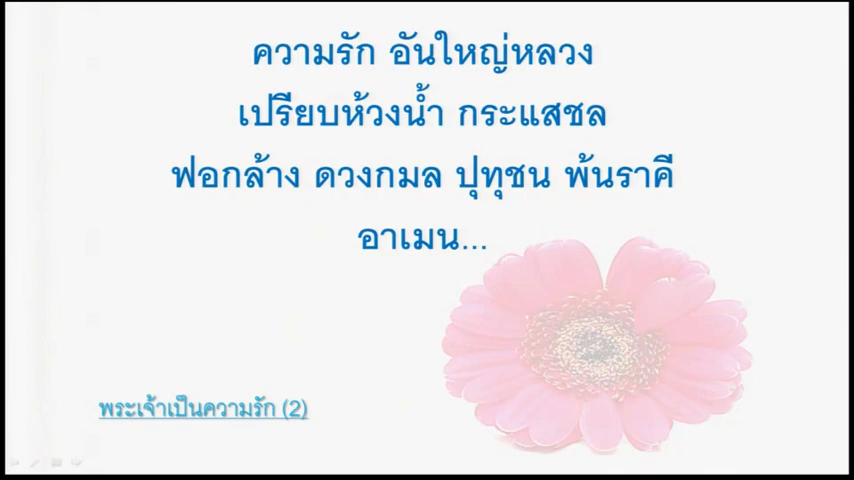 ความรัก อันใหญ่หลวง
เปรียบห้วงน้ำ กระแสชล
ฟอกล้าง ดวงกมล ปุทุชน พ้นราคี
อาเมน...
พระเจ้าเป็นความรัก (2)